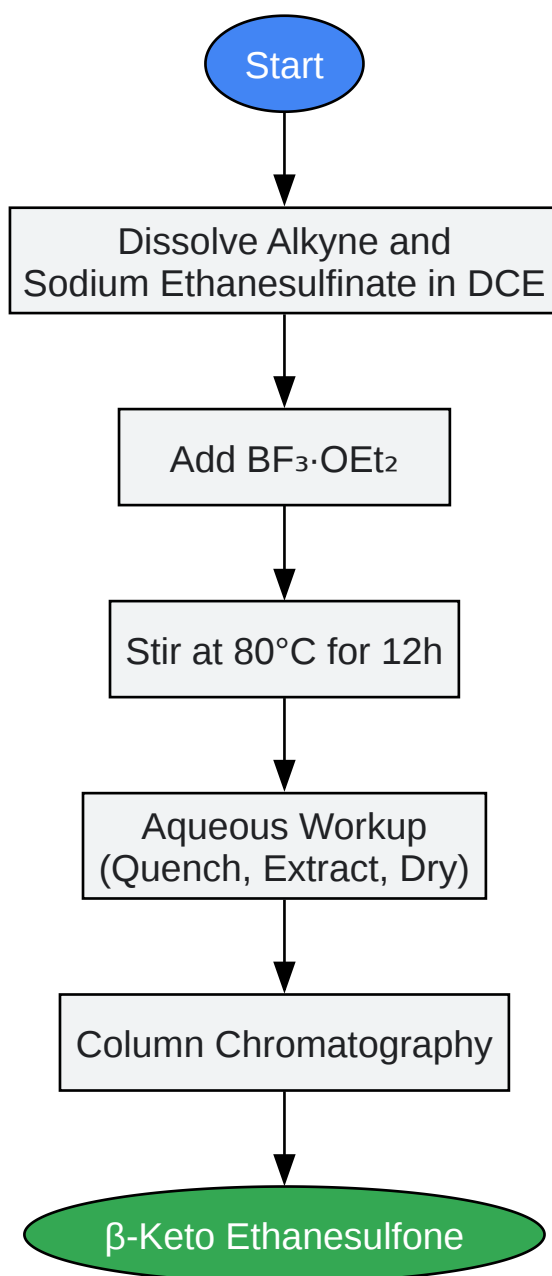 Start
Dissolve Alkyne and
Sodium Ethanesulfinate in DCE
Add BF₃·OEt₂
Stir at 80°C for 12h
Aqueous Workup
(Quench, Extract, Dry)
Column Chromatography
β-Keto Ethanesulfone